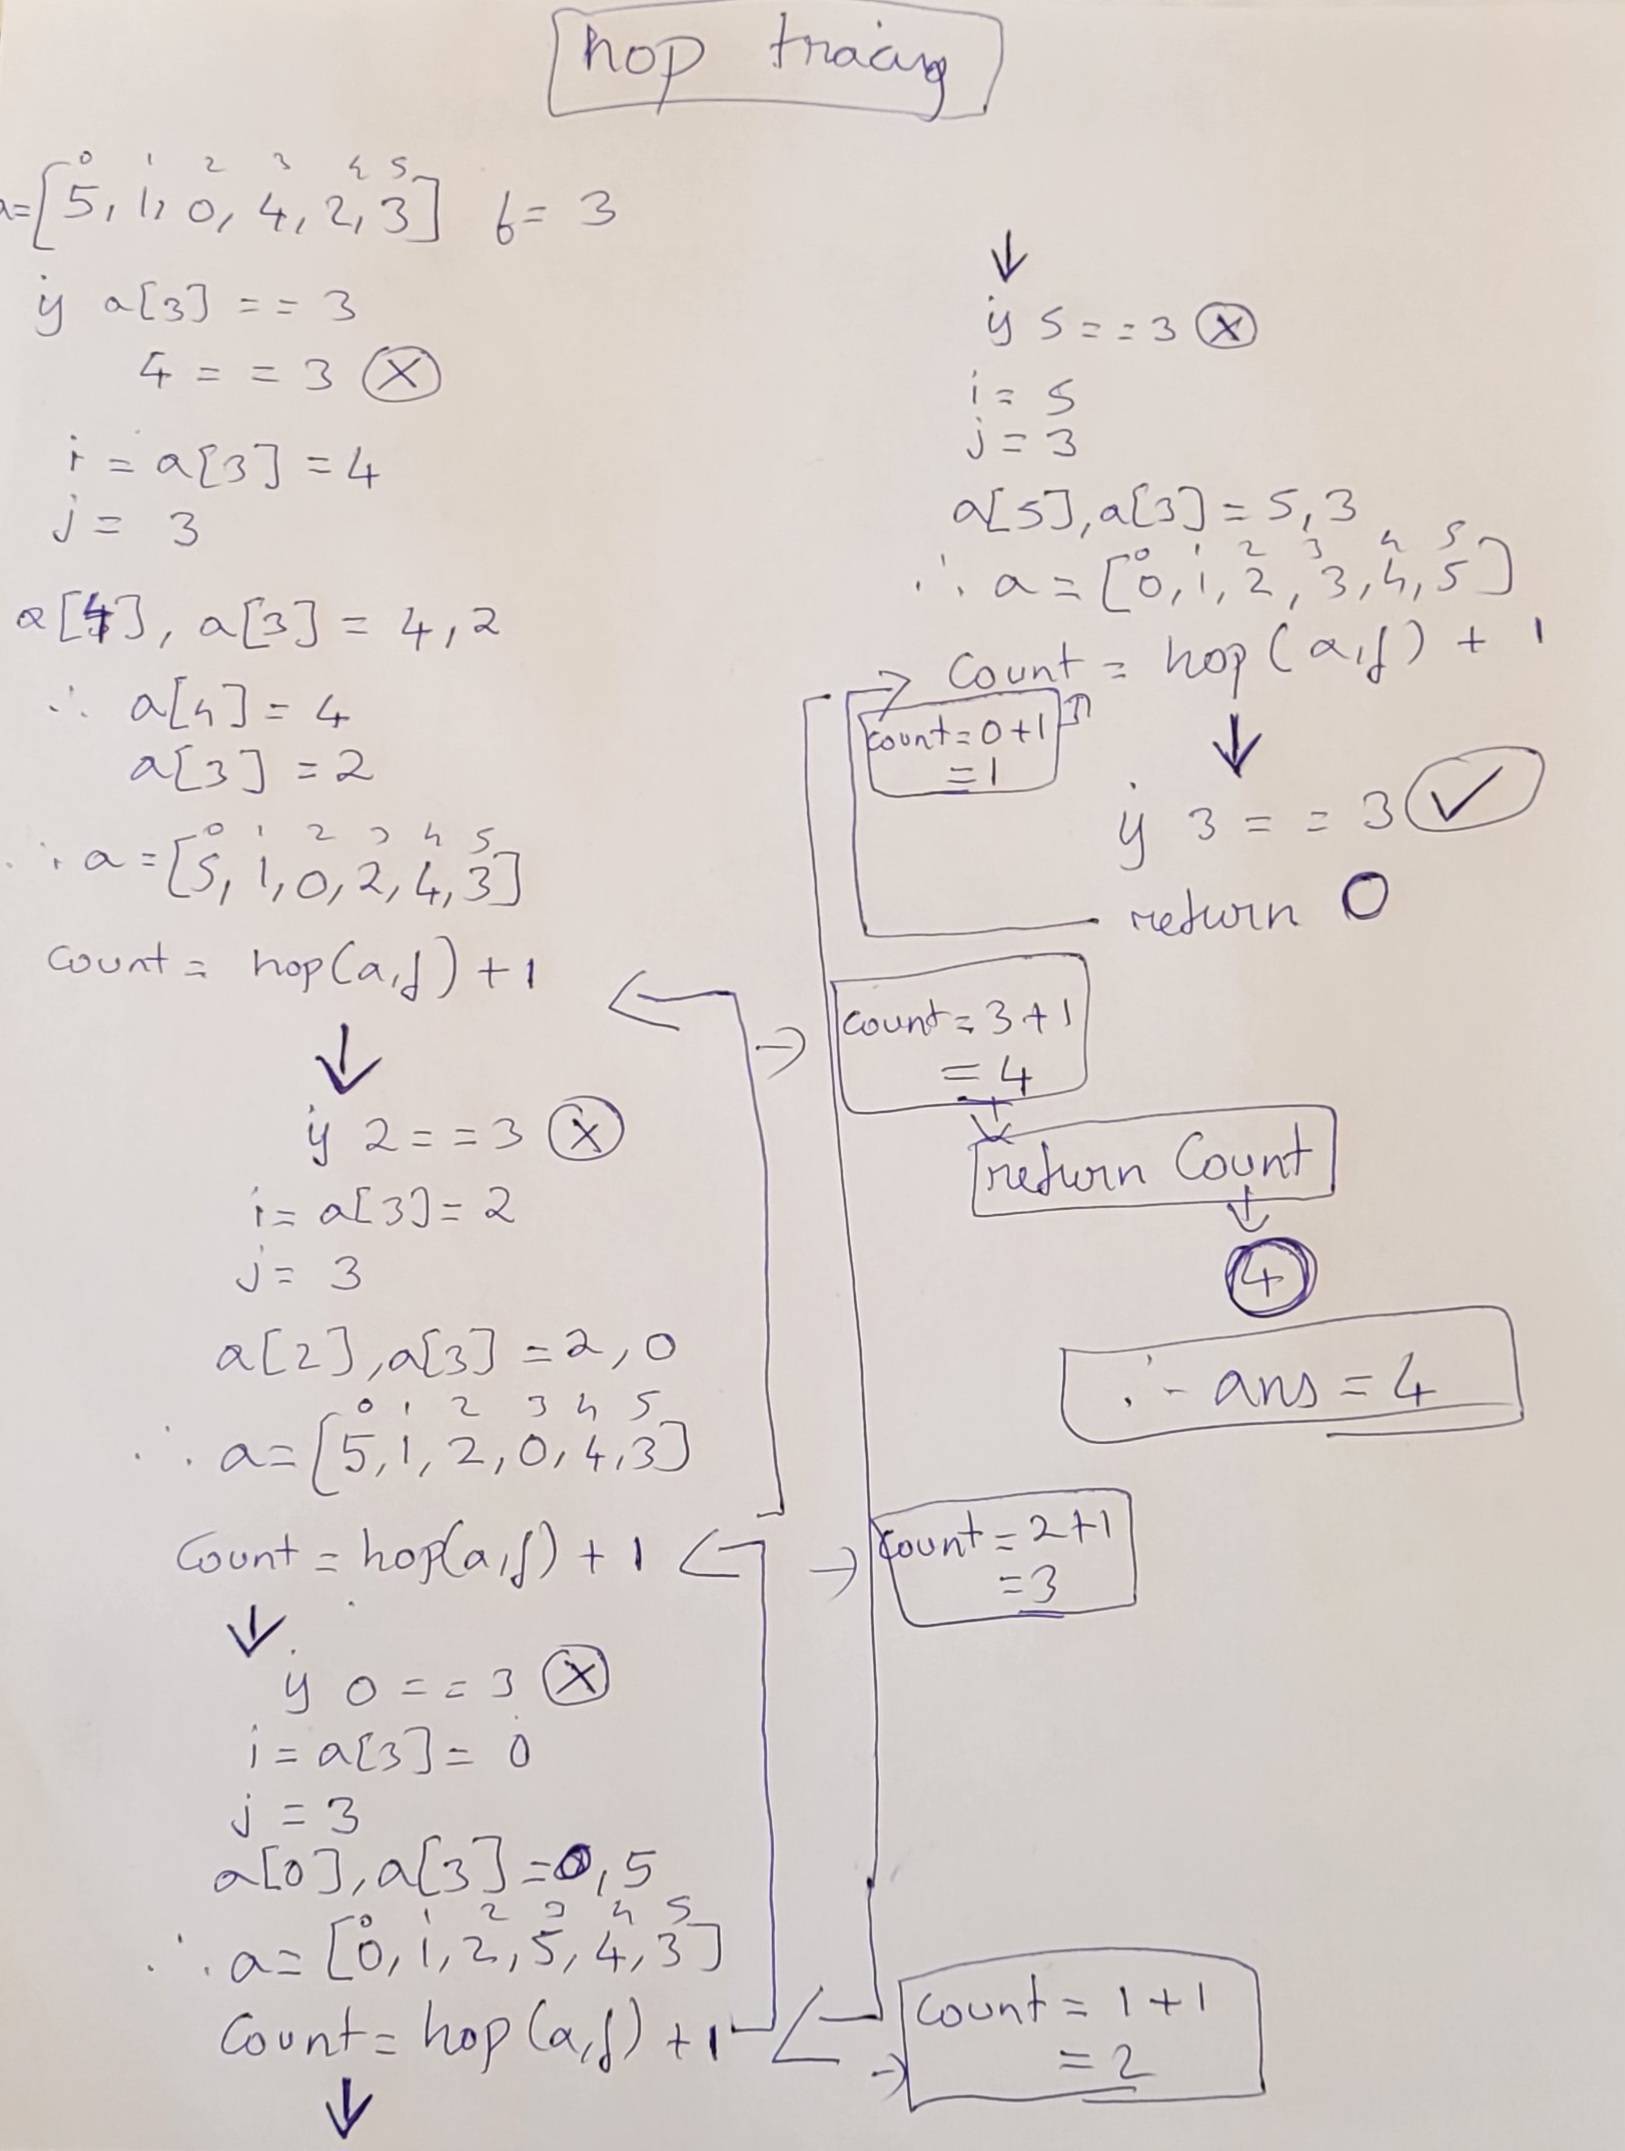 hop tracing
0 1 2 3 4 5
a=[5, 1, 0, 4, 2, 3] f= 3
if a[3] == 3
4 == 3 ⓧ
i = a[3] = 4
j = 3
a[4], a[3] = 4, 2
∴ a[4] = 4
a[3] = 2
0 1 2 3 4 5
∴ a = [5, 1, 0, 2, 4, 3]
count = hop(a,f) + 1
↓
if 2 == 3 ⓧ
i = a[3] = 2
j = 3
a[2], a[3] = 2, 0
0 1 2 3 4 5
∴ a = [5, 1, 2, 0, 4, 3]
Count = hop(a,f) + 1
↓
if 0 == 3 ⓧ
i = a[3] = 0
j = 3
a[0], a[3] = 0, 5
0 1 2 3 4 5
∴ a = [0, 1, 2, 5, 4, 3]
Count = hop(a,f) + 1
↓
↓
if 5 == 3 ⓧ
i = 5
j = 3
a[5], a[3] = 5, 3
0 1 2 3 4 5
∴ a = [0, 1, 2, 3, 4, 5]
Count = hop(a,f) + 1
count = 0+1
= 1
↓
if 3 == 3 ✓
return 0
count = 3+1
= 4
return Count
4
∴ ans = 4
count = 2+1
= 3
count = 1+1
= 2